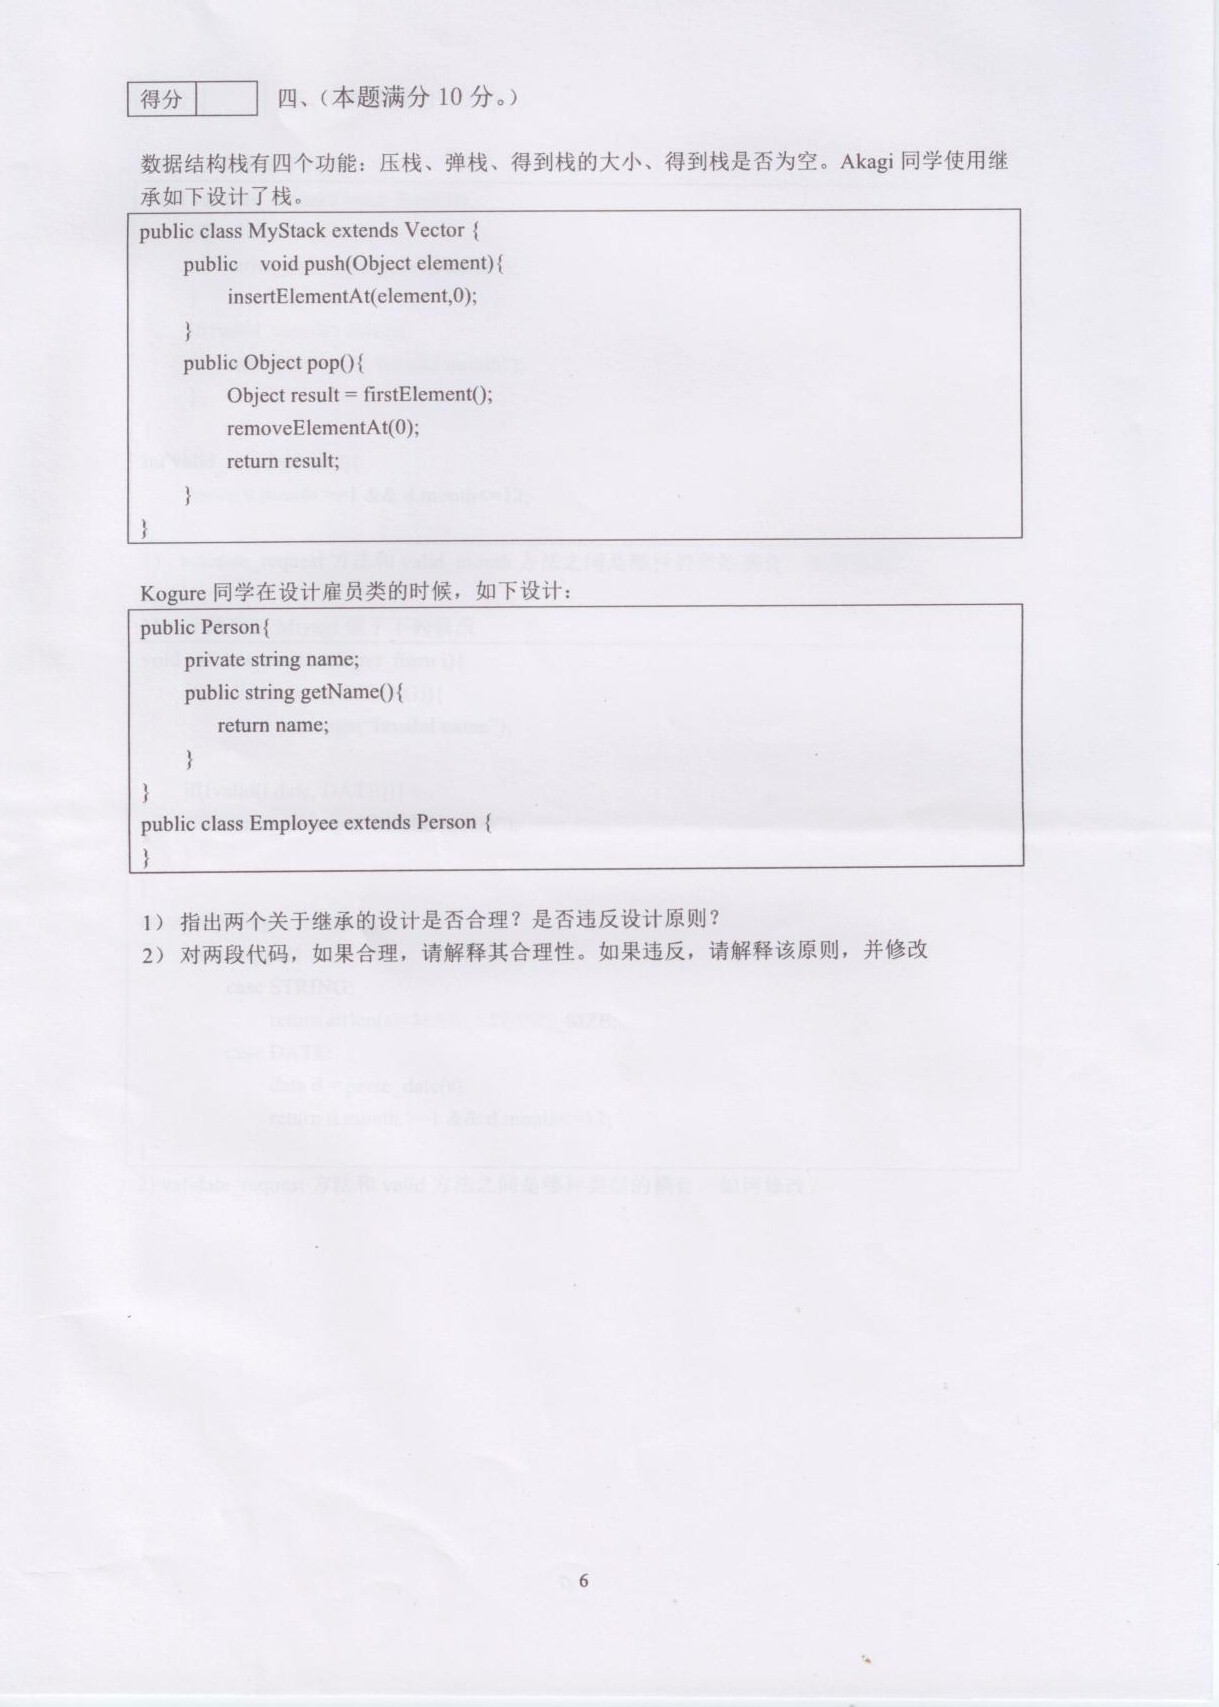 得分 四、（本题满分 10 分。）
数据结构栈有四个功能：压栈、弹栈、得到栈的大小、得到栈是否为空。Akagi 同学使用继
承如下设计了栈。
public class MyStack extends Vector {
public void push(Object element){
insertElementAt(element,0);
}
public Object pop(){
Object result = firstElement();
removeElementAt(0);
return result;
}
}
Kogure 同学在设计雇员类的时候，如下设计：
public Person{
private string name;
public string getName(){
return name;
}
}
public class Employee extends Person {
}
1） 指出两个关于继承的设计是否合理？是否违反设计原则？
2） 对两段代码，如果合理，请解释其合理性。如果违反，请解释该原则，并修改
6